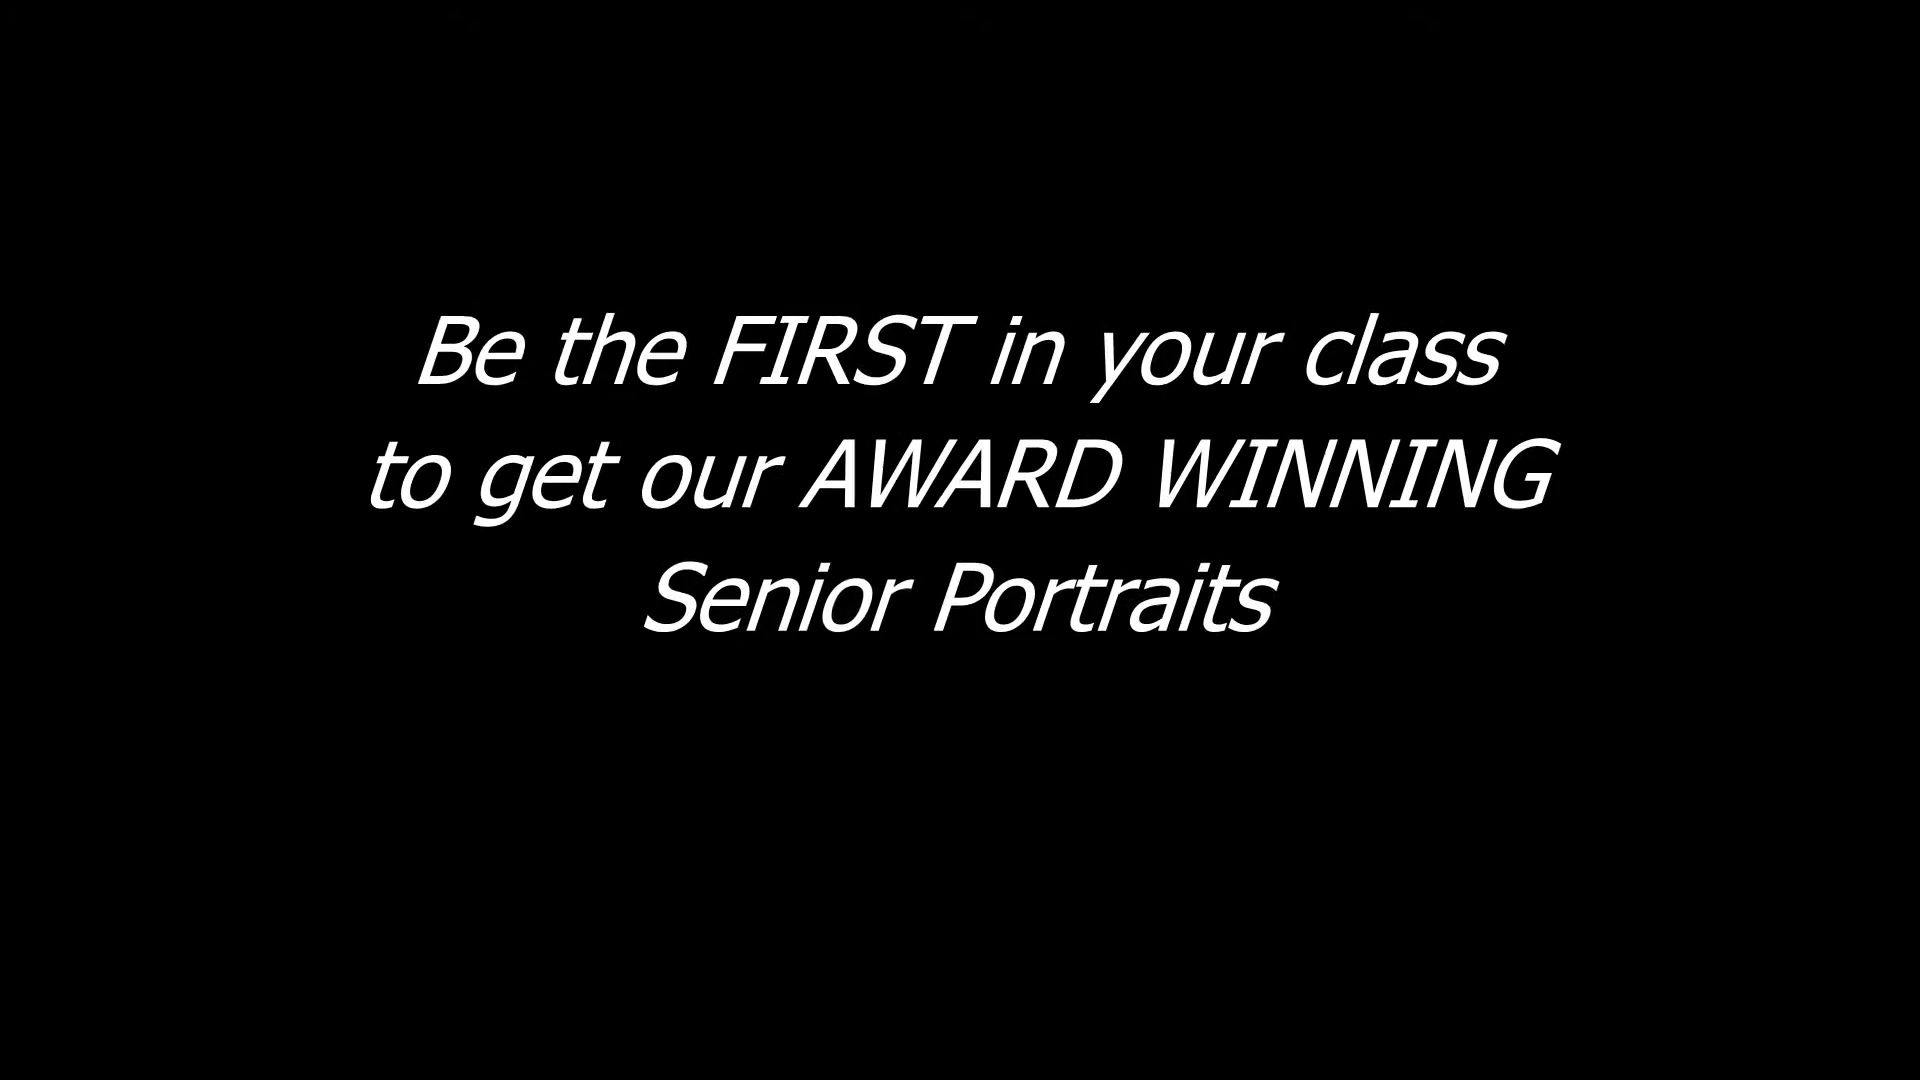 Be the FIRST in your class
to get our AWARD WINNING
Senior Portraits